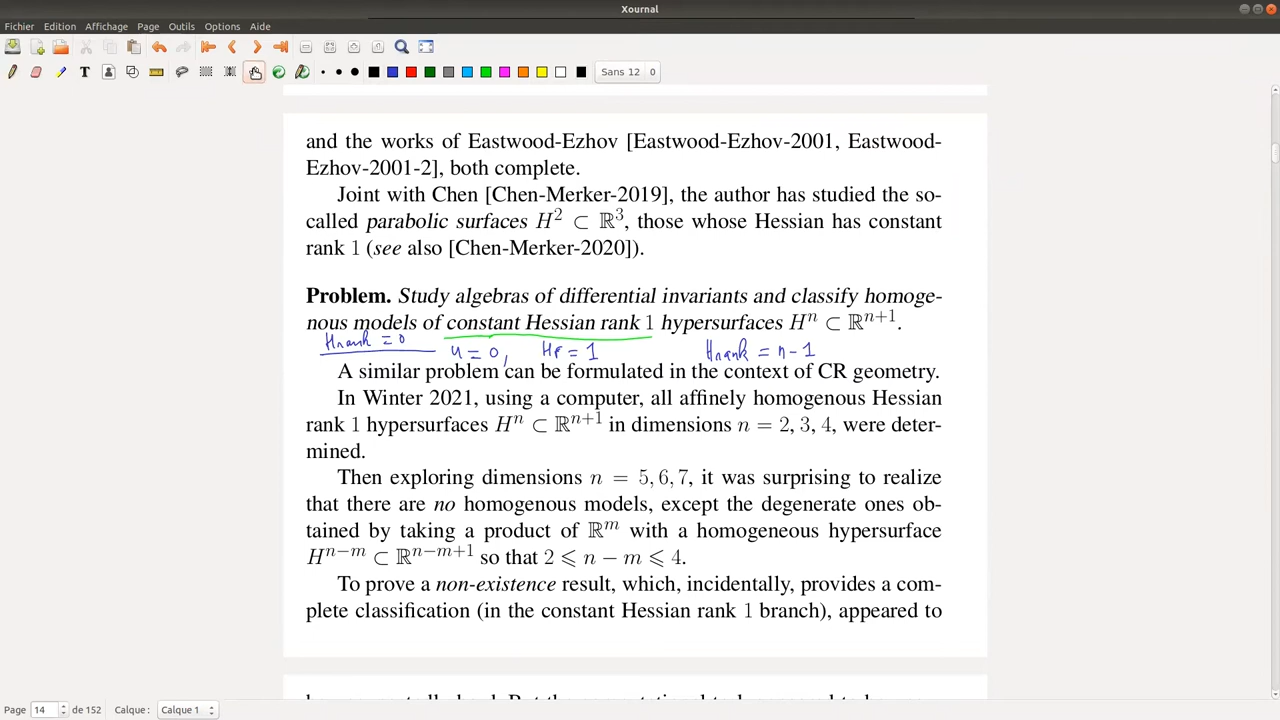 Xournal
Fichier Edition Affichage Page Outils Options Aide
Sans 12 0
and the works of Eastwood-Ezhov [Eastwood-Ezhov-2001, Eastwood-
Ezhov-2001-2], both complete.
Joint with Chen [Chen-Merker-2019], the author has studied the so-
called parabolic surfaces H² ⊂ ℝ³, those whose Hessian has constant
rank 1 (see also [Chen-Merker-2020]).
Problem. Study algebras of differential invariants and classify homoge-
nous models of constant Hessian rank 1 hypersurfaces Hⁿ ⊂ ℝⁿ⁺¹.
Hrank = 0 u = 0, Hr = 1 Hrank = n-1
A similar problem can be formulated in the context of CR geometry.
In Winter 2021, using a computer, all affinely homogenous Hessian
rank 1 hypersurfaces Hⁿ ⊂ ℝⁿ⁺¹ in dimensions n = 2, 3, 4, were deter-
mined.
Then exploring dimensions n = 5, 6, 7, it was surprising to realize
that there are no homogenous models, except the degenerate ones ob-
tained by taking a product of ℝᵐ with a homogeneous hypersurface
Hⁿ⁻ᵐ ⊂ ℝⁿ⁻ᵐ⁺¹ so that 2 ⩽ n − m ⩽ 4.
To prove a non-existence result, which, incidentally, provides a com-
plete classification (in the constant Hessian rank 1 branch), appeared to
Page 14 de 152 Calque : Calque 1